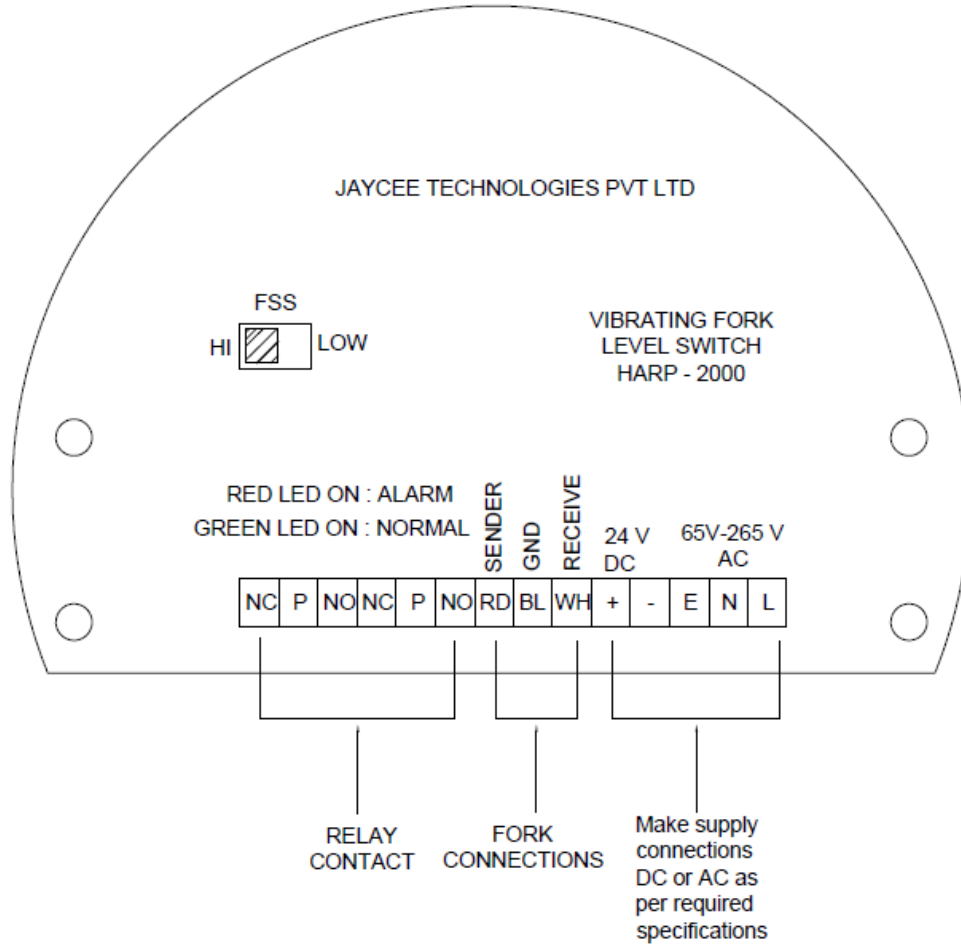 JAYCEE TECHNOLOGIES PVT LTD
FSS
HI
LOW
VIBRATING FORK
LEVEL SWITCH
HARP - 2000
RED LED ON : ALARM
GREEN LED ON : NORMAL
SENDER
GND
RECEIVE
24 V
DC
65V-265 V
AC
NC P NO NC P NO RD BL WH + - E N L
RELAY
CONTACT
FORK
CONNECTIONS
Make supply
connections
DC or AC as
per required
specifications